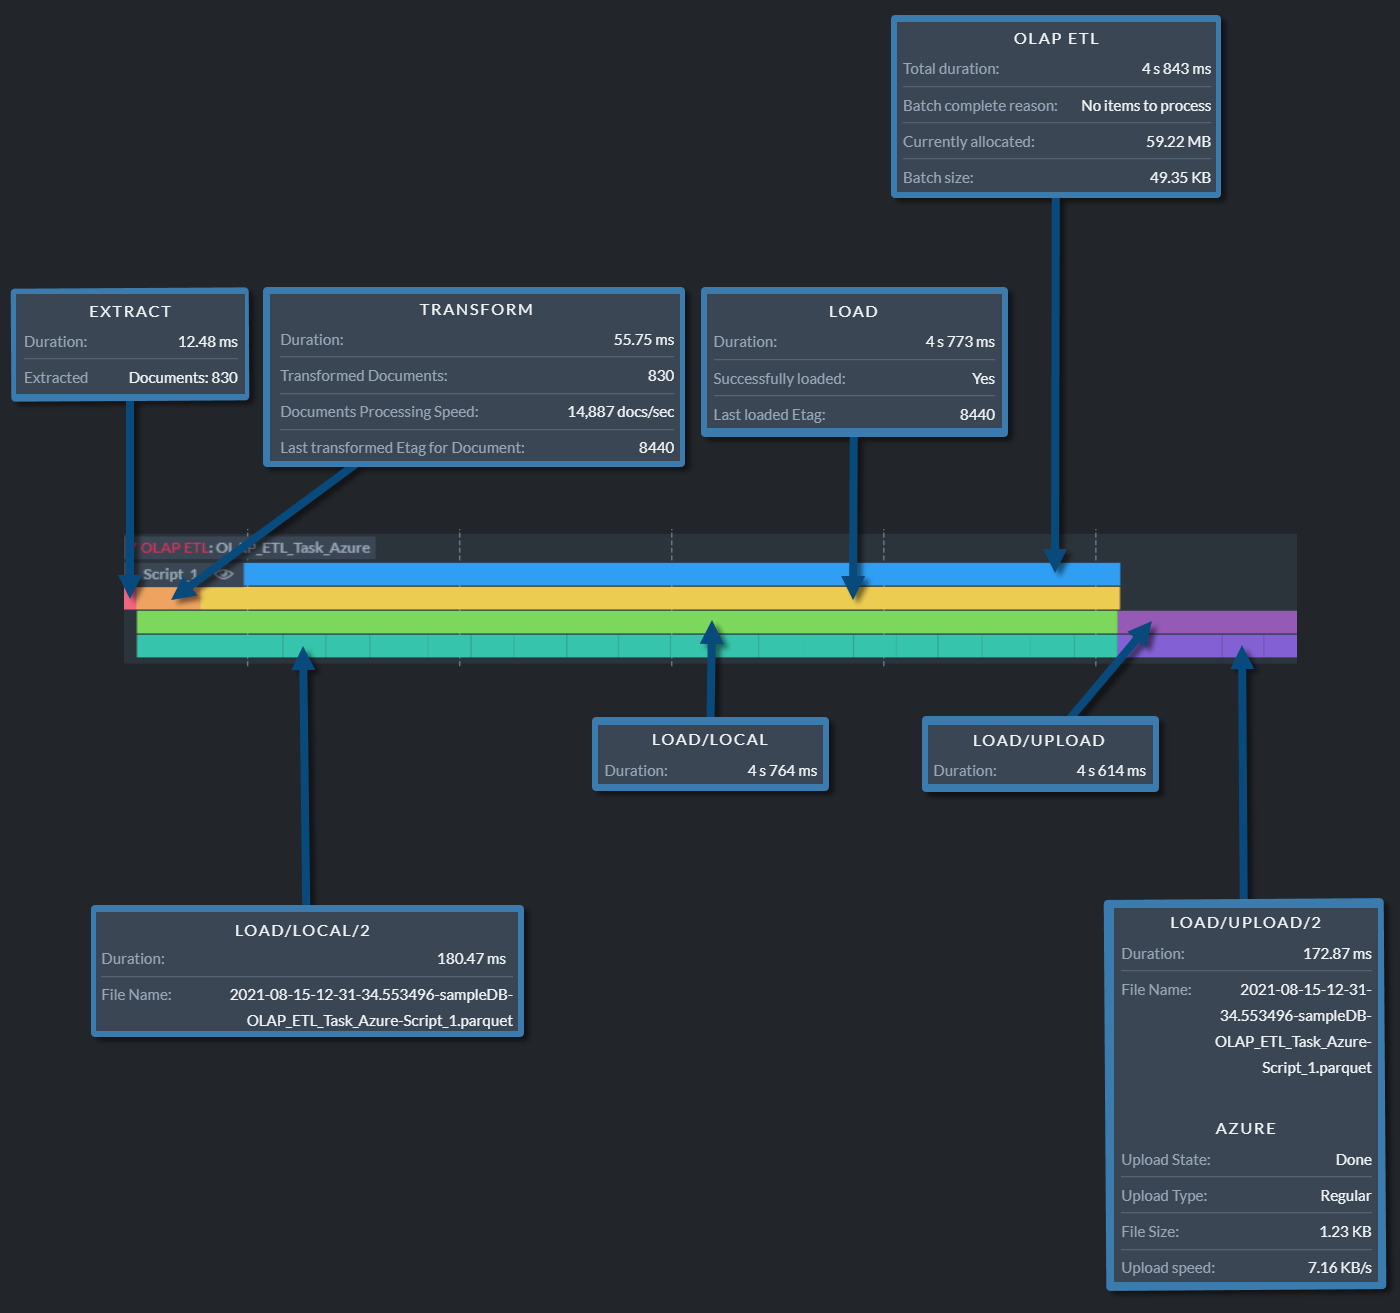 OLAP ETL
Total duration: 4 s 843 ms
Batch complete reason: No items to process
Currently allocated: 59.22 MB
Batch size: 49.35 KB
EXTRACT
Duration: 12.48 ms
Extracted Documents: 830
TRANSFORM
Duration: 55.75 ms
Transformed Documents: 830
Documents Processing Speed: 14,887 docs/sec
Last transformed Etag for Document: 8440
LOAD
Duration: 4 s 773 ms
Successfully loaded: Yes
Last loaded Etag: 8440
OLAP ETL: OLAP_ETL_Task_Azure
Script_1
LOAD/LOCAL
Duration: 4 s 764 ms
LOAD/UPLOAD
Duration: 4 s 614 ms
LOAD/LOCAL/2
Duration: 180.47 ms
File Name: 2021-08-15-12-31-34.553496-sampleDB-
OLAP_ETL_Task_Azure-Script_1.parquet
LOAD/UPLOAD/2
Duration: 172.87 ms
File Name: 2021-08-15-12-31-
34.553496-sampleDB-
OLAP_ETL_Task_Azure-
Script_1.parquet
AZURE
Upload State: Done
Upload Type: Regular
File Size: 1.23 KB
Upload speed: 7.16 KB/s